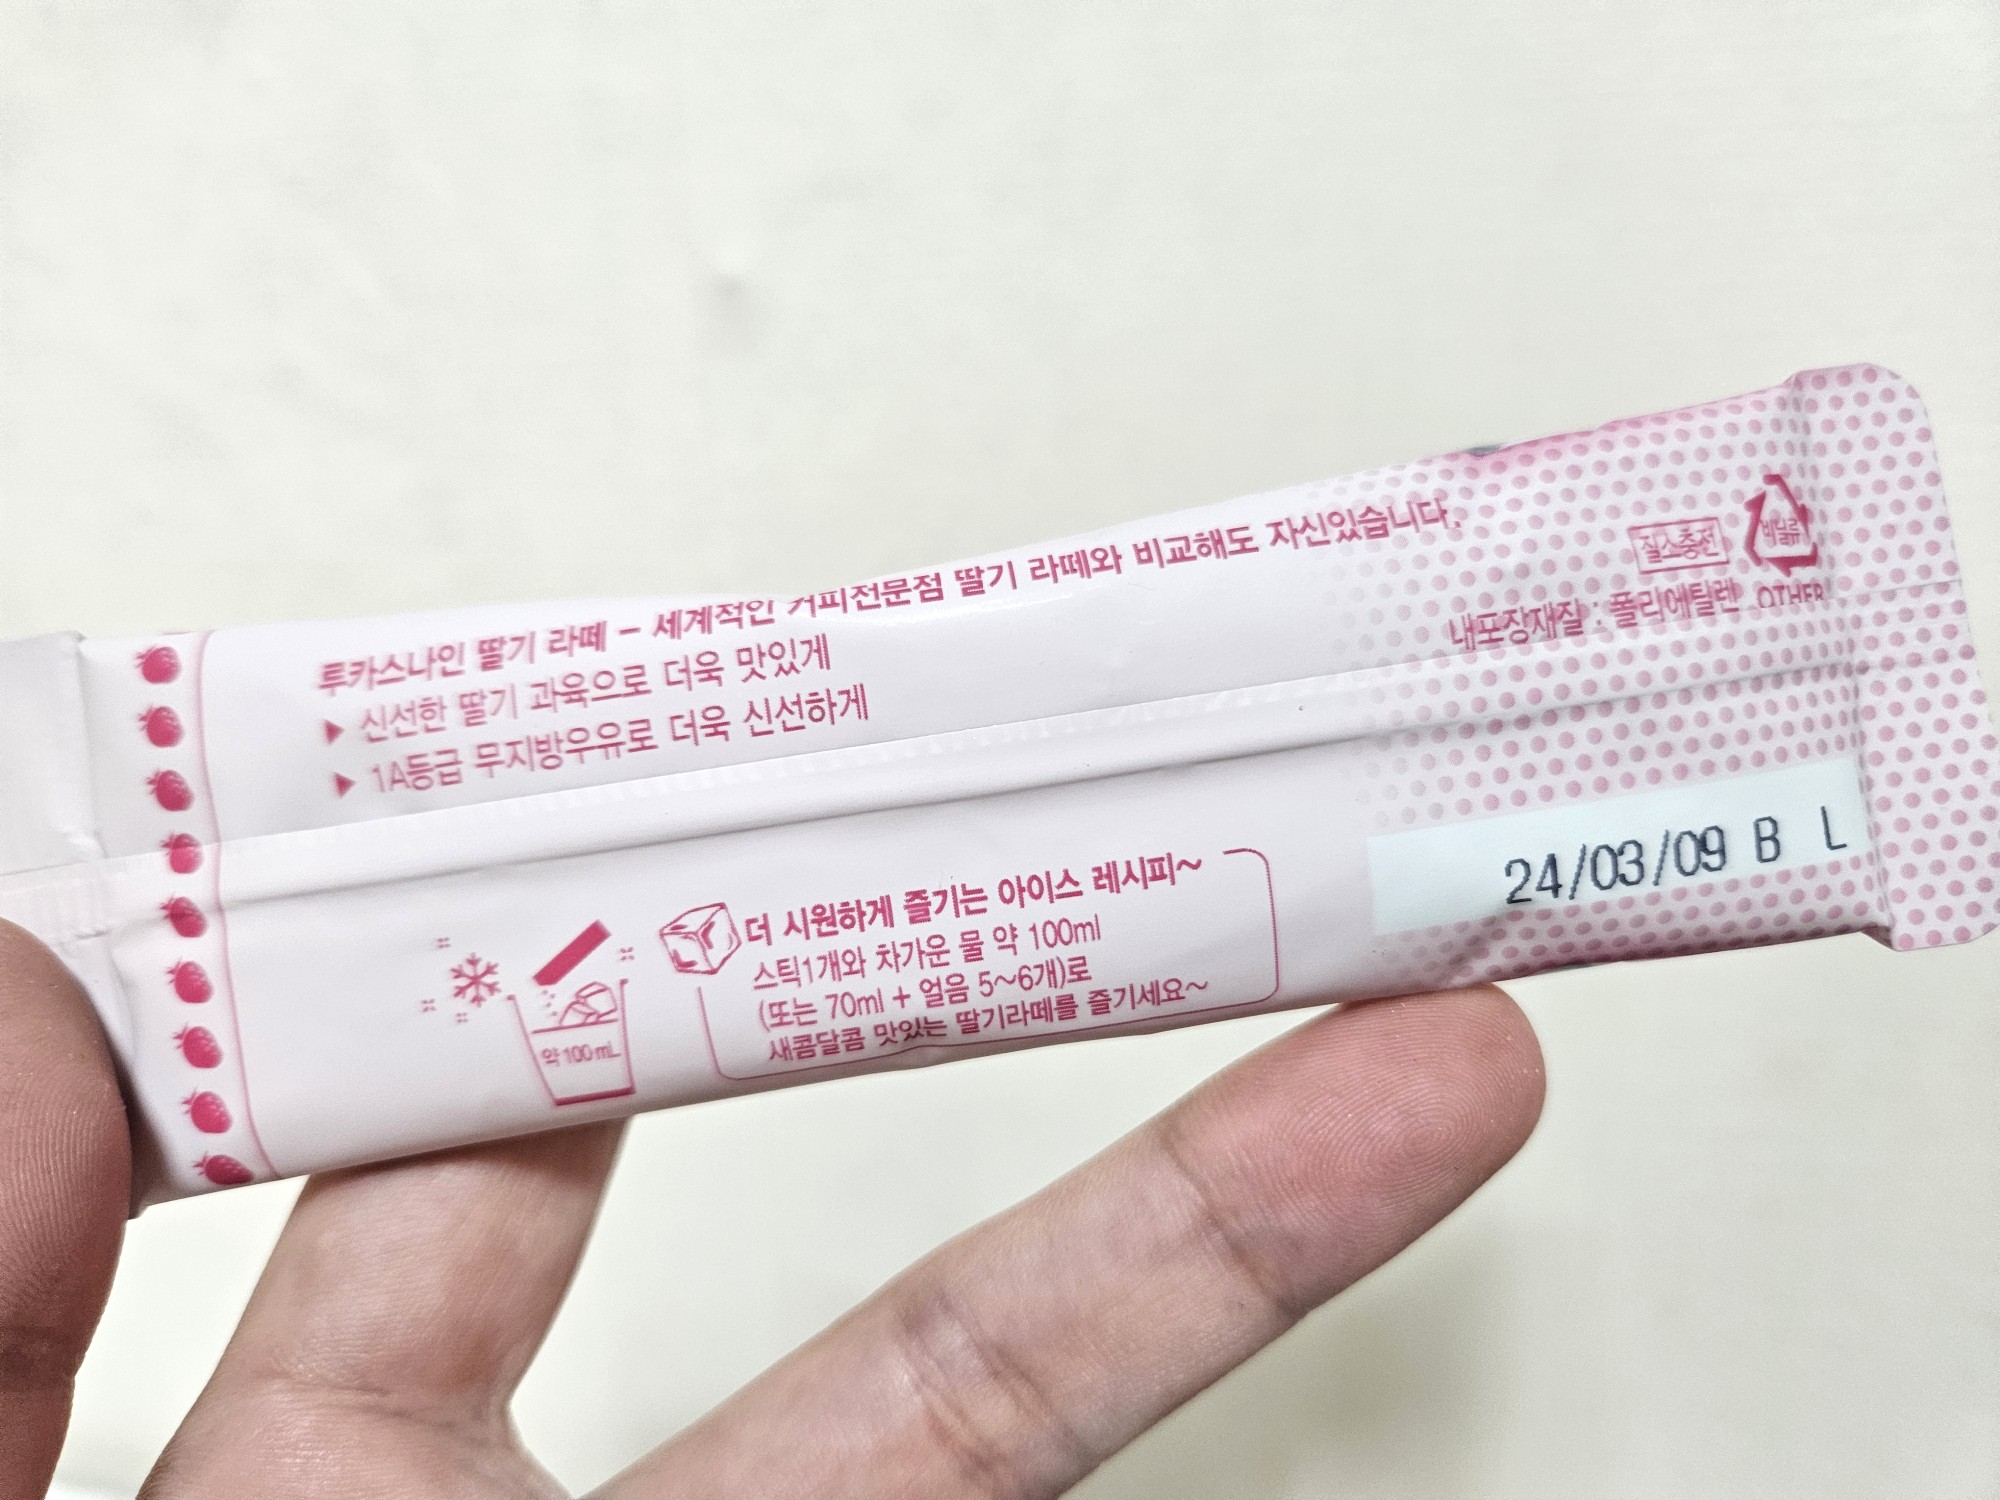 투카스나인 딸기 라떼 - 세계적인 커피전문점 딸기 라떼와 비교해도 자신있습니다.
▶ 신선한 딸기 과육으로 더욱 맛있게
▶ 1A등급 무지방우유로 더욱 신선하게
질소충전
비닐류
내포장재질 : 폴리에틸렌 OTHER
24/03/09 B L
더 시원하게 즐기는 아이스 레시피~
스틱1개와 차가운 물 약 100ml
(또는 70ml + 얼음 5~6개)로
새콤달콤 맛있는 딸기라떼를 즐기세요~
약 100mL